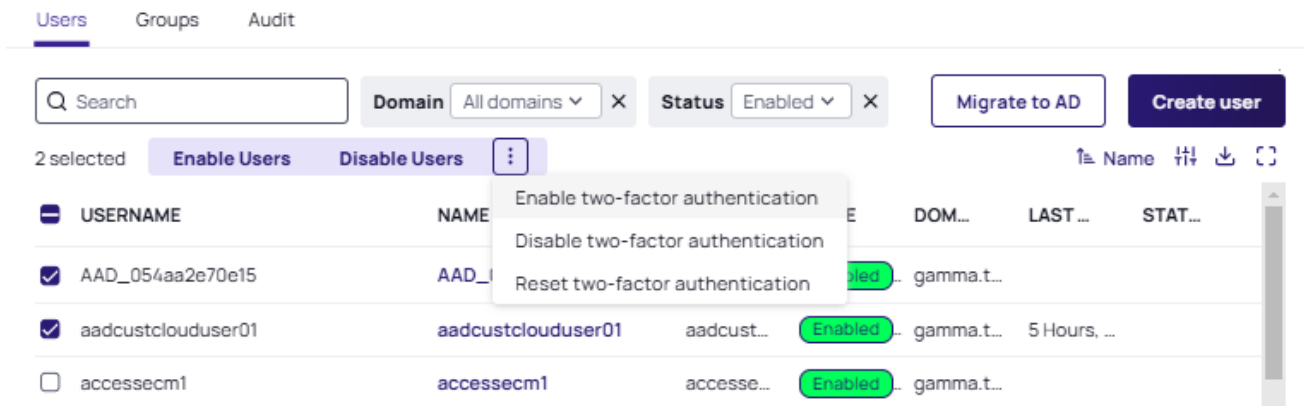 Users Groups Audit
Search Domain All domains Status Enabled Migrate to AD Create user
2 selected Enable Users Disable Users Name
Enable two-factor authentication
USERNAME NAME E DOM... LAST ... STAT...
Disable two-factor authentication
AAD_054aa2e70e15 AAD_ bled gamma.t...
Reset two-factor authentication
aadcustclouduser01 aadcustclouduser01 aadcust... Enabled gamma.t... 5 Hours, ...
accessecm1 accessecm1 accesse... Enabled gamma.t...